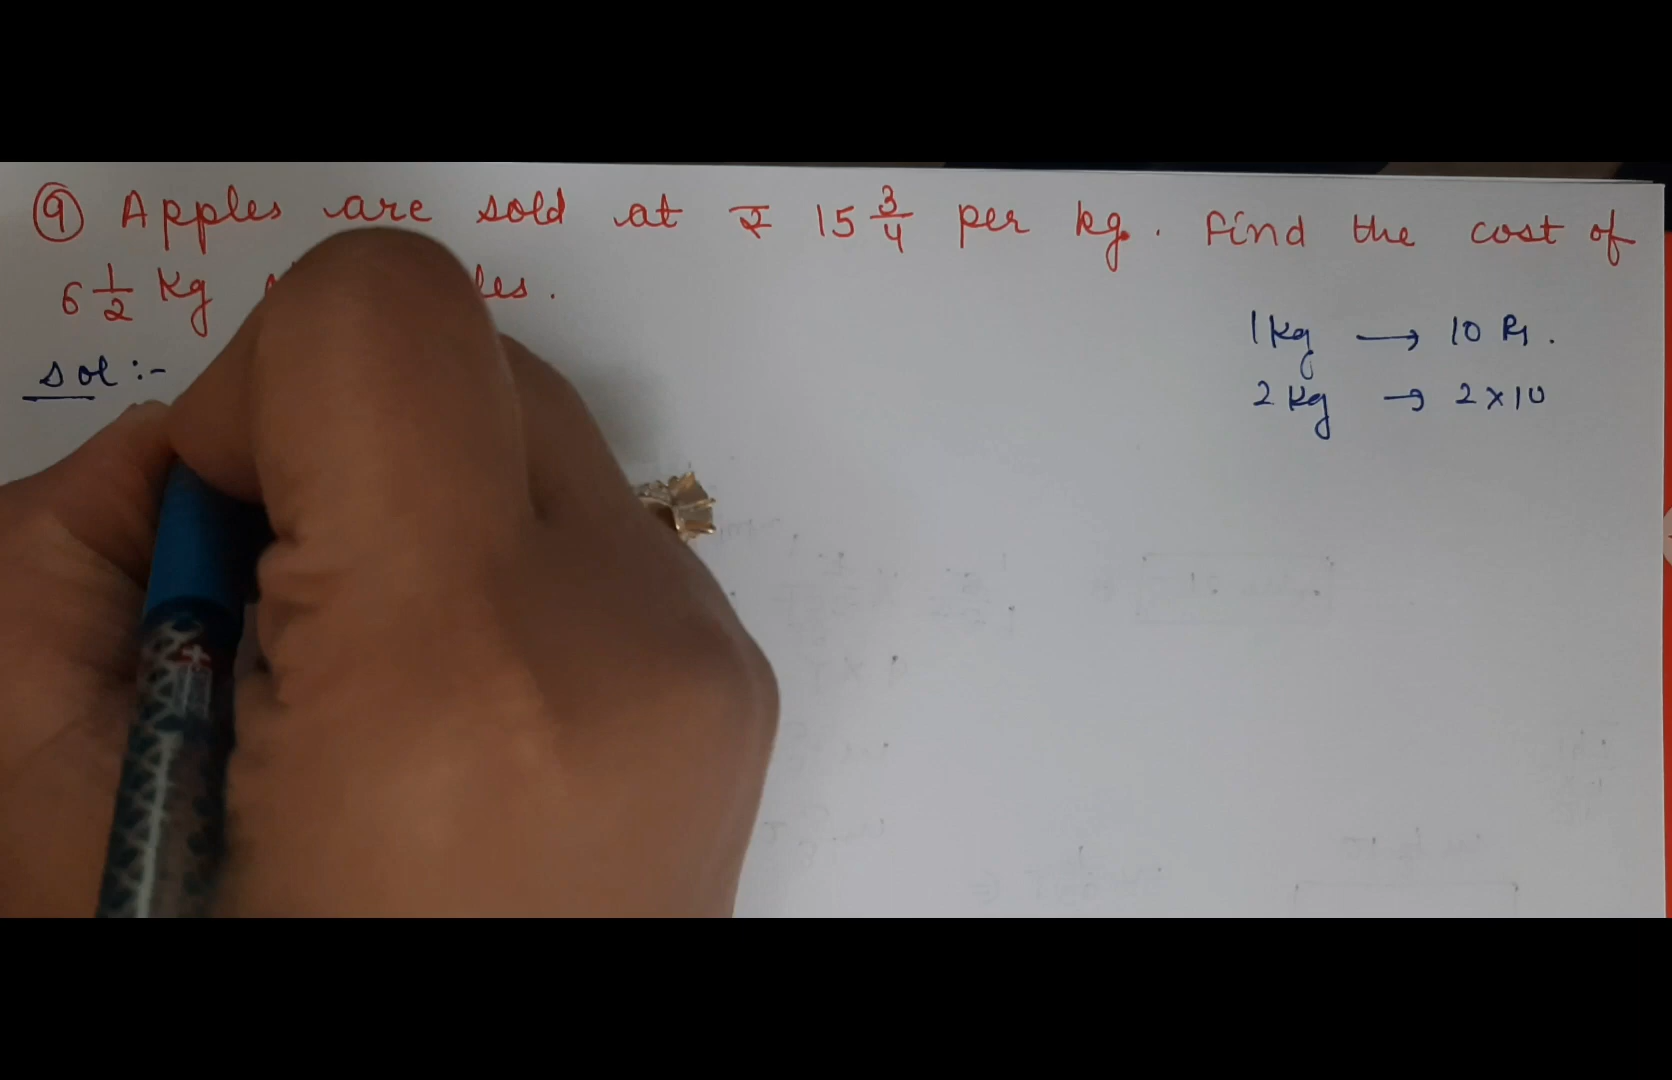 9 Apples are sold at ₹ 15 3/4 per kg. Find the cost of
6 1/2 Kg les.
sol :-
1 kg → 10 Rs.
2 kg → 2 × 10